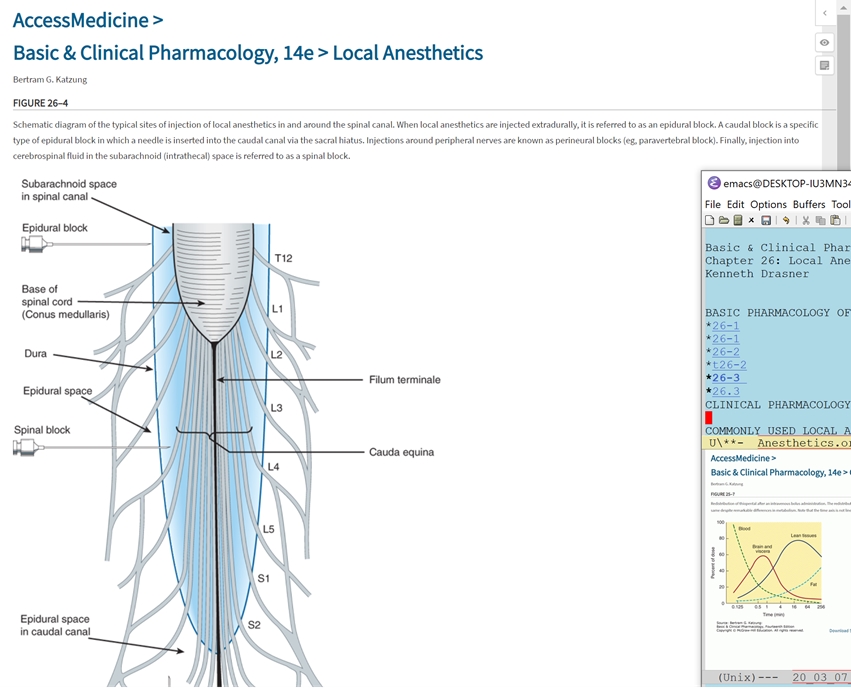 AccessMedicine >
Basic & Clinical Pharmacology, 14e > Local Anesthetics
Bertram G. Katzung
FIGURE 26–4
Schematic diagram of the typical sites of injection of local anesthetics in and around the spinal canal. When local anesthetics are injected extradurally, it is referred to as an epidural block. A caudal block is a specific
type of epidural block in which a needle is inserted into the caudal canal via the sacral hiatus. Injections around peripheral nerves are known as perineural blocks (eg, paravertebral block). Finally, injection into
cerebrospinal fluid in the subarachnoid (intrathecal) space is referred to as a spinal block.
Subarachnoid space
in spinal canal
Epidural block
T12
Base of
spinal cord
(Conus medullaris)
L1
Dura
L2
Filum terminale
Epidural space
L3
Spinal block
Cauda equina
L4
L5
S1
Epidural space
in caudal canal
S2
emacs@DESKTOP-IU3MN34
File Edit Options Buffers Tool
Basic & Clinical Phar
Chapter 26: Local Ane
Kenneth Drasner
BASIC PHARMACOLOGY OF
*26-1
*26-1
*26-2
*t26-2
*26-3
*26.3
CLINICAL PHARMACOLOGY
COMMONLY USED LOCAL A
U\**- Anesthetics.or
AccessMedicine >
Basic & Clinical Pharmacology, 14e >
Bertram G. Katzung
FIGURE 25–7
Percent of dose
100
80
60
40
20
0
Blood
Brain and
viscera
Lean tissues
Fat
0.125 0.5 1 4 16 64 256
Time (min)
Source: Bertram G. Katzung
Basic & Clinical Pharmacology, Fourteenth Edition
Copyright © McGraw-Hill Education. All rights reserved.
Download
(Unix)--- 20_03_07